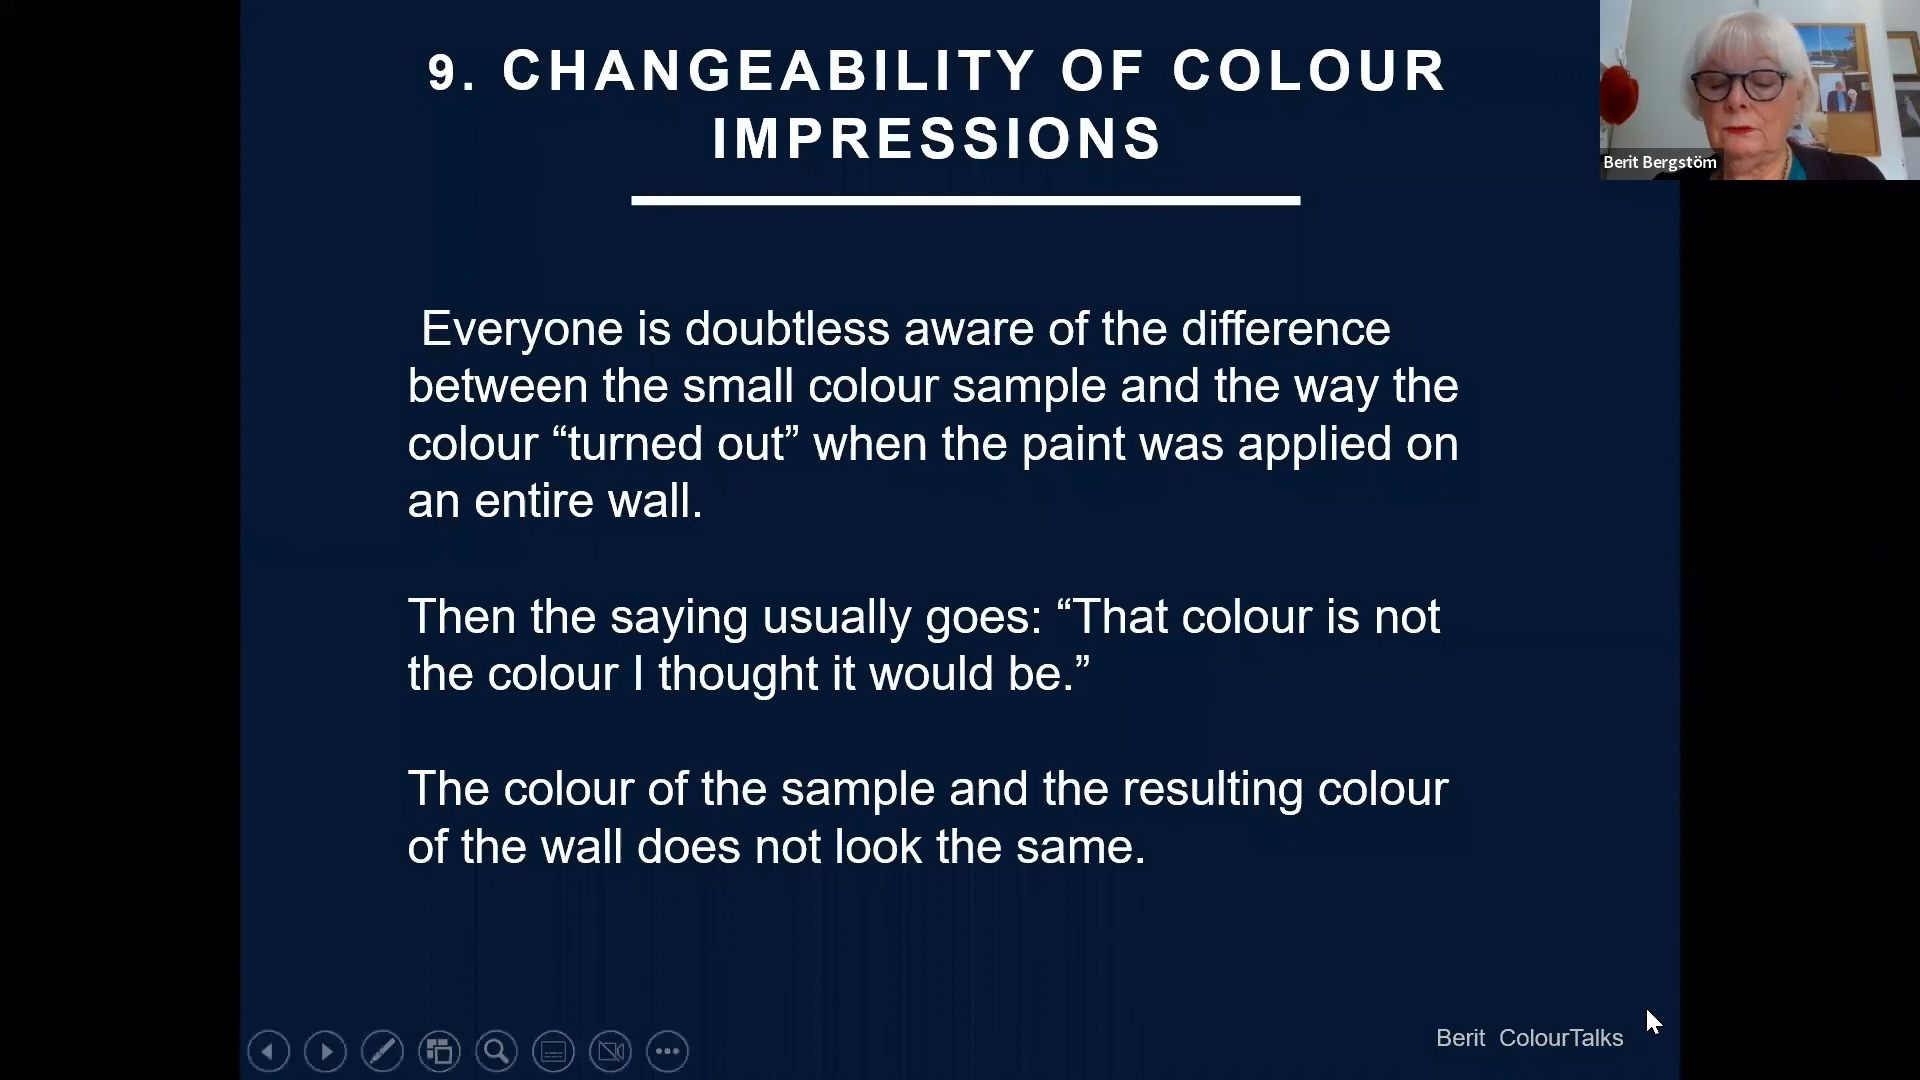 9. CHANGEABILITY OF COLOUR
IMPRESSIONS
Berit Bergstöm
Everyone is doubtless aware of the difference
between the small colour sample and the way the
colour “turned out” when the paint was applied on
an entire wall.
Then the saying usually goes: “That colour is not
the colour I thought it would be.”
The colour of the sample and the resulting colour
of the wall does not look the same.
Berit ColourTalks